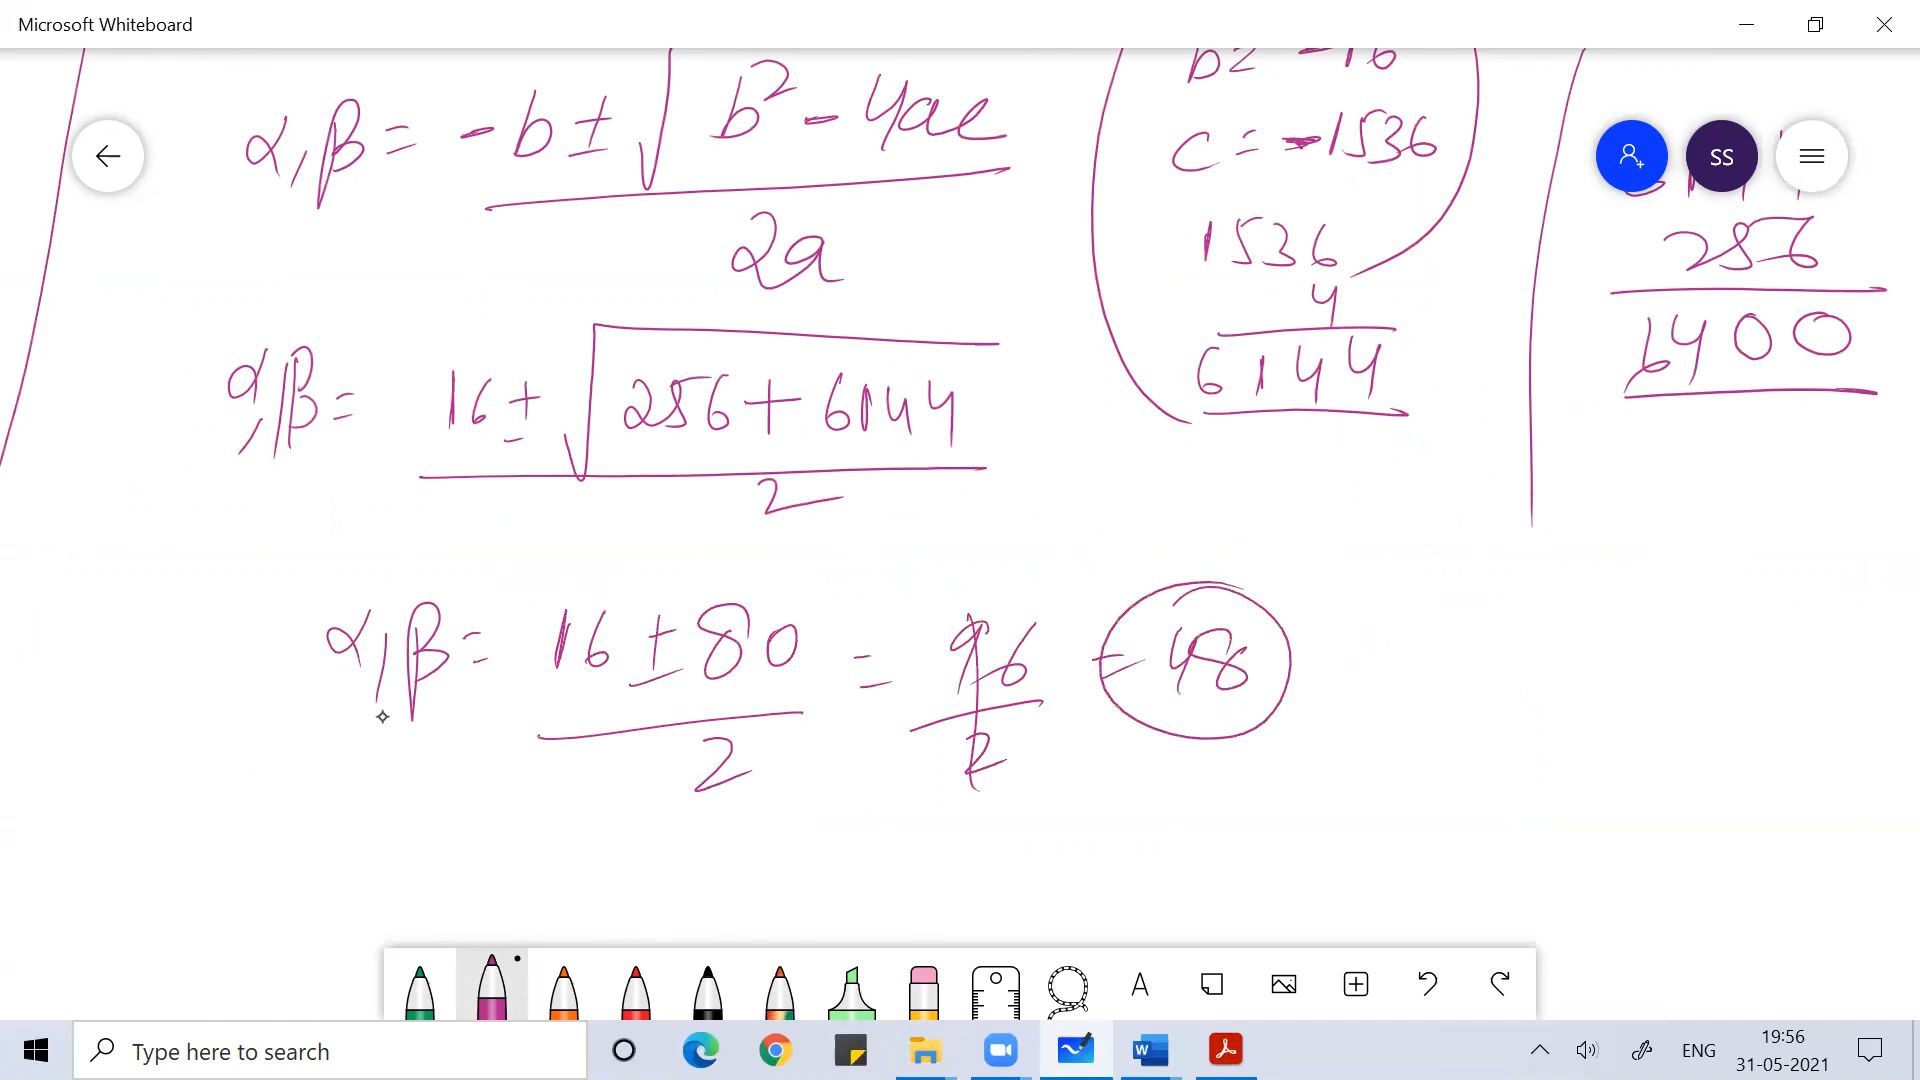 Microsoft Whiteboard
α, β = -b ± √b² - 4ac
2a
b = -16
c = -1536
1536
4
6144
SS
256
6400
α, β = 16 ± √256 + 6144
2
α, β = 16 ± 80 = 96 = 48
2 2
A
Type here to search
ENG
19:56
31-05-2021